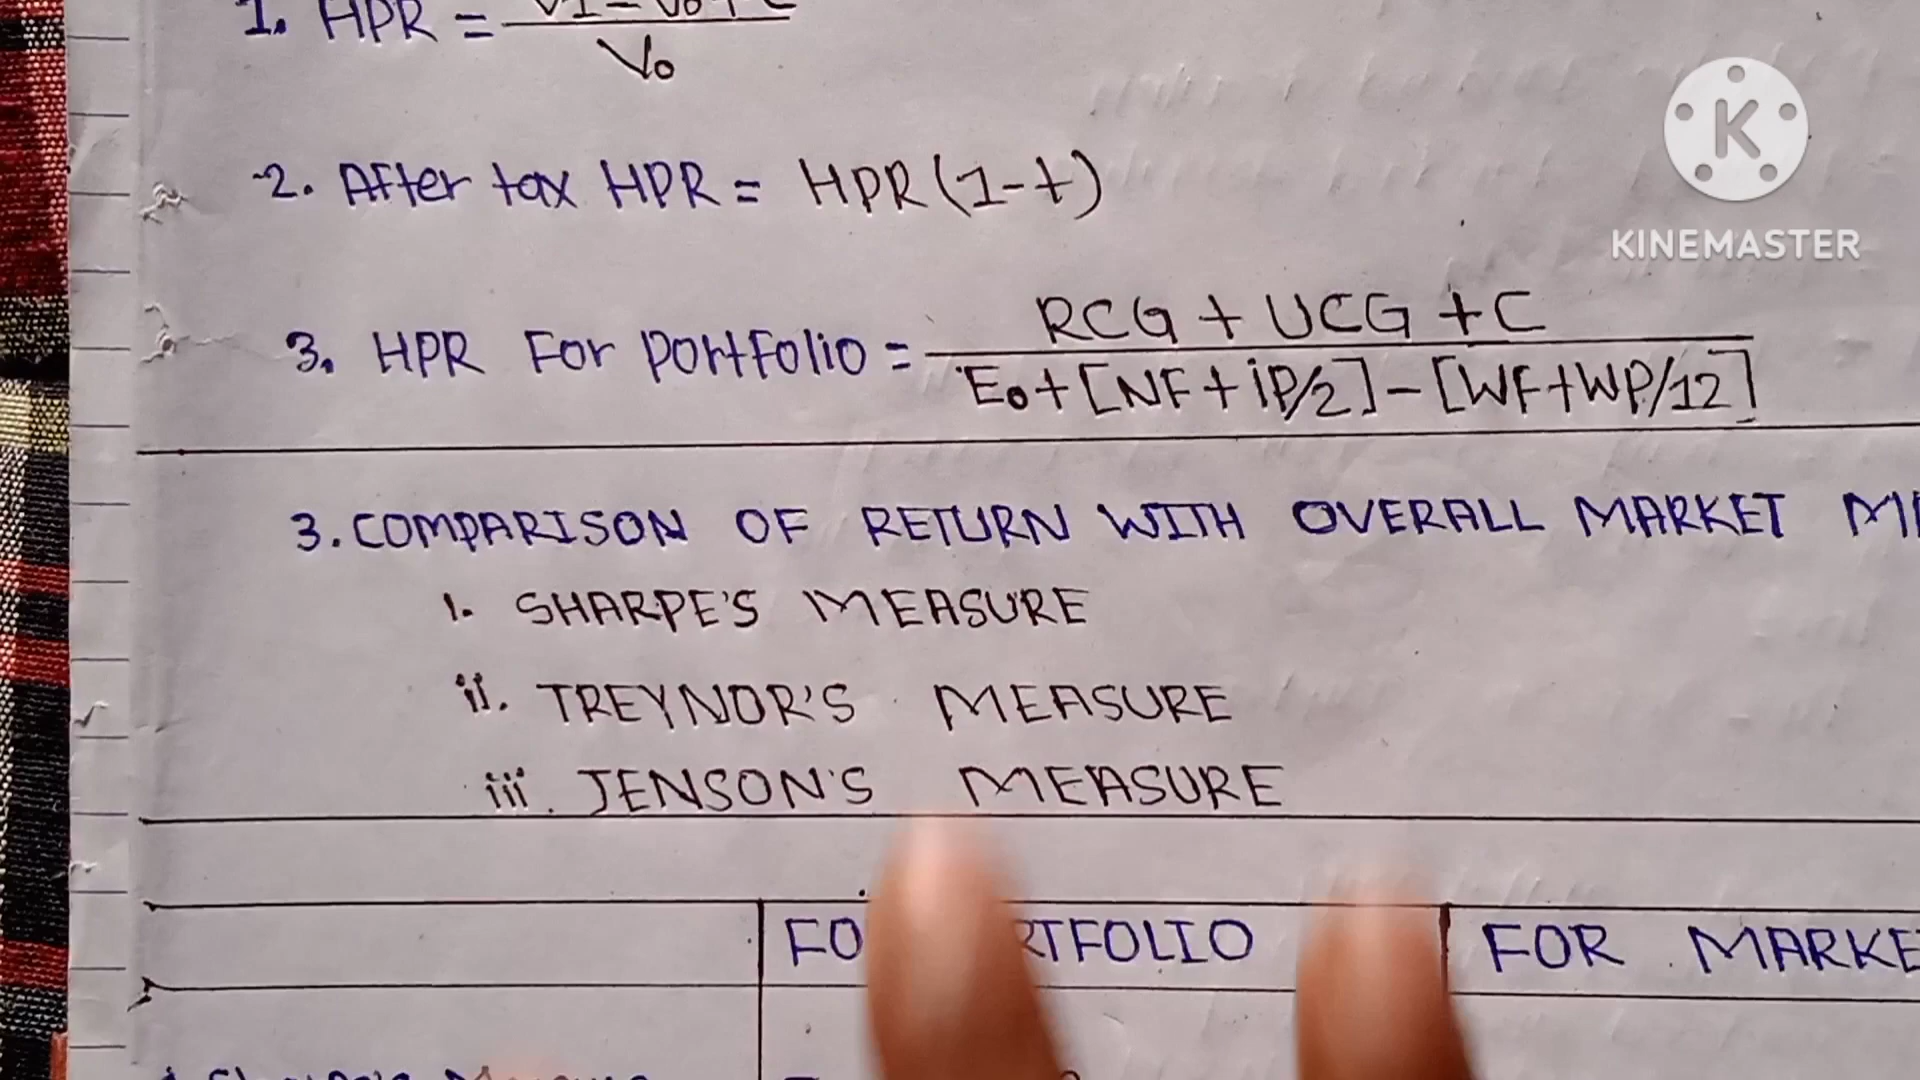 1. HPR = V1 - V0 + C / V0
2. After tax HPR = HPR(1-t)
K
KINEMASTER
3. HPR For Portfolio = RCG + UCG + C / E0 + [NF + iP/2] - [WF + WP/12]
3. COMPARISON OF RETURN WITH OVERALL MARKET
i. SHARPE'S MEASURE
ii. TREYNOR'S MEASURE
iii. JENSON'S MEASURE
FOR